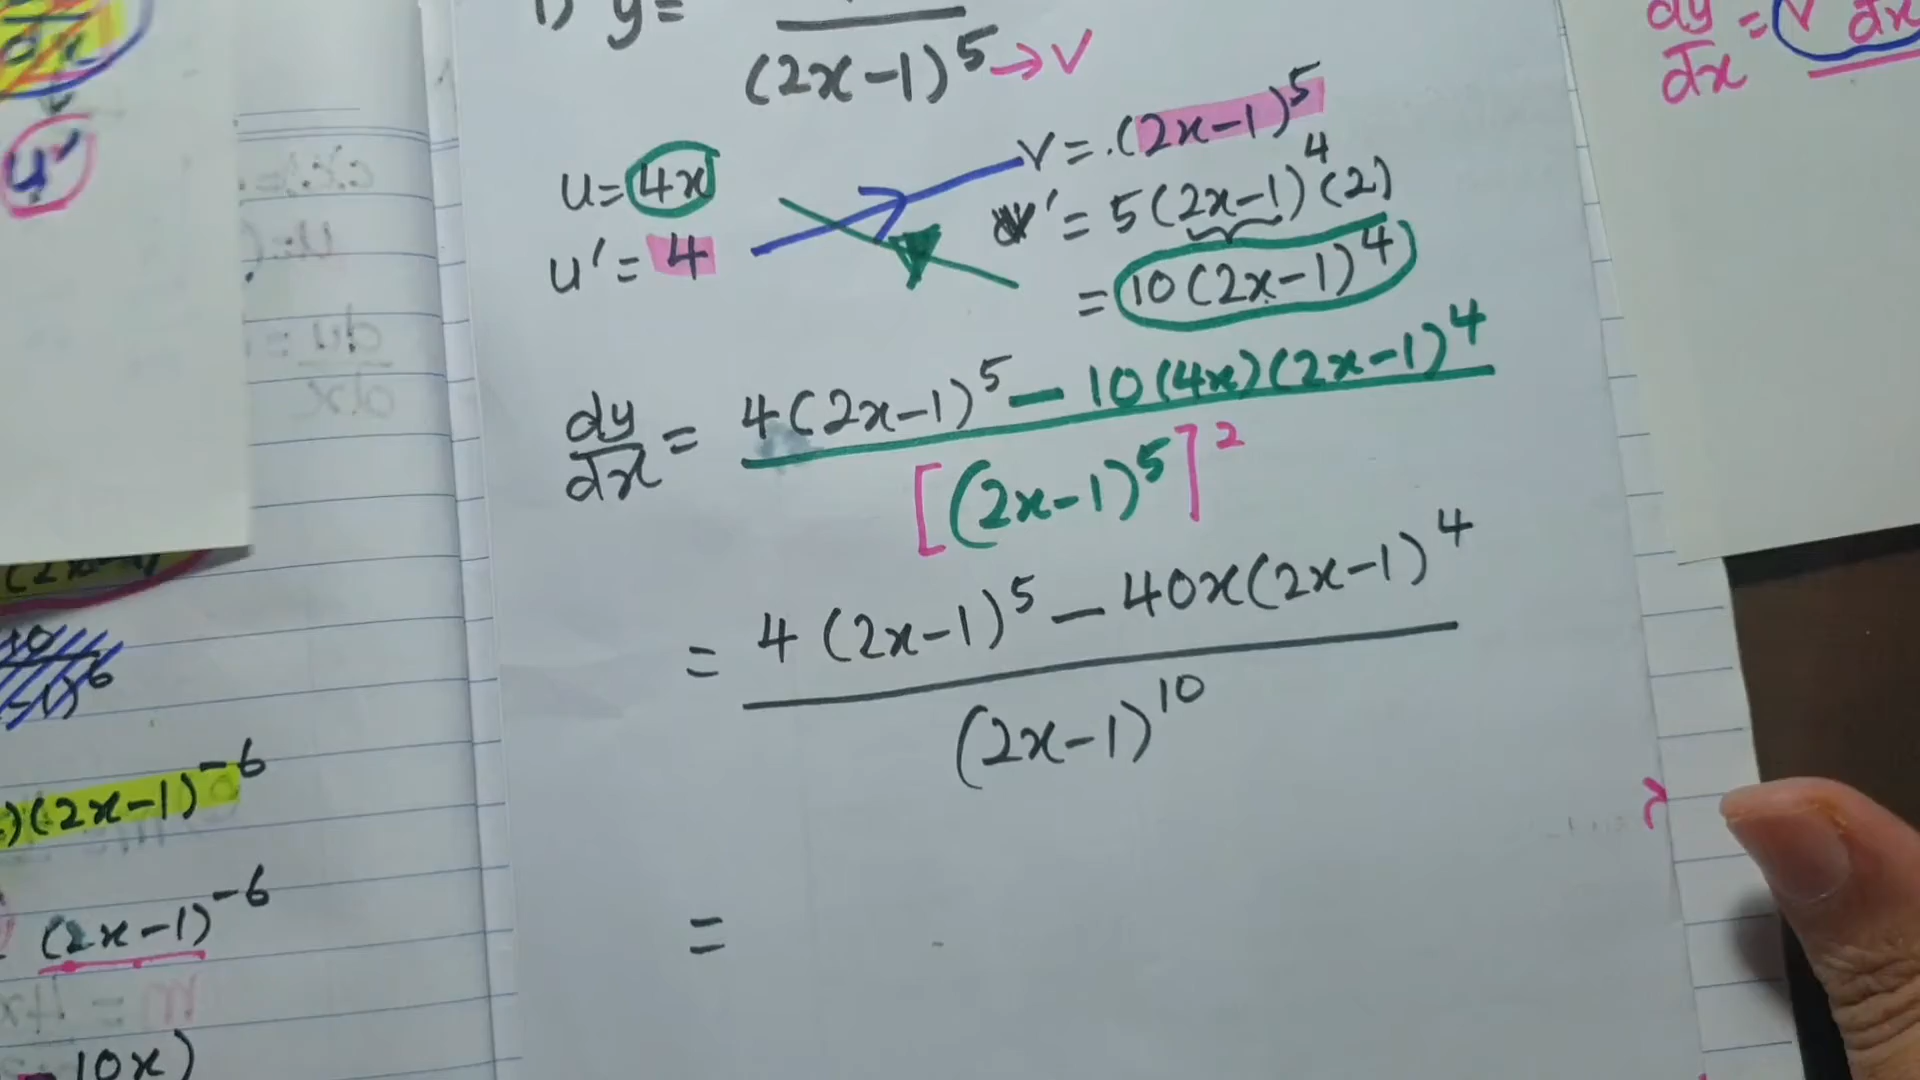 1) y =
(2x-1)^5 → V
u = 4x
v = (2x-1)^5
u' = 4
v' = 5(2x-1)^4 (2)
= 10(2x-1)^4
dy/dx = 4(2x-1)^5 - 10(4x)(2x-1)^4
[(2x-1)^5]^2
= 4(2x-1)^5 - 40x(2x-1)^4
(2x-1)^10
=
dy/dx = V dx
)(2x-1)^-6
(2x-1)^-6
- 10x)